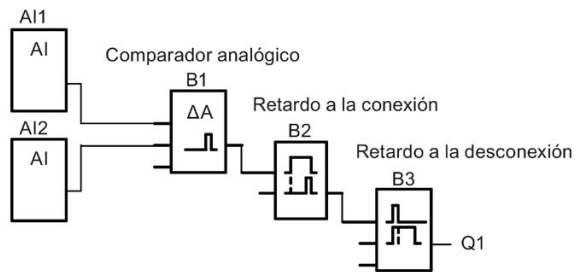 AI1
AI
Comparador analógico
B1
ΔA
Retardo a la conexión
AI2
B2
AI
Retardo a la desconexión
B3
Q1